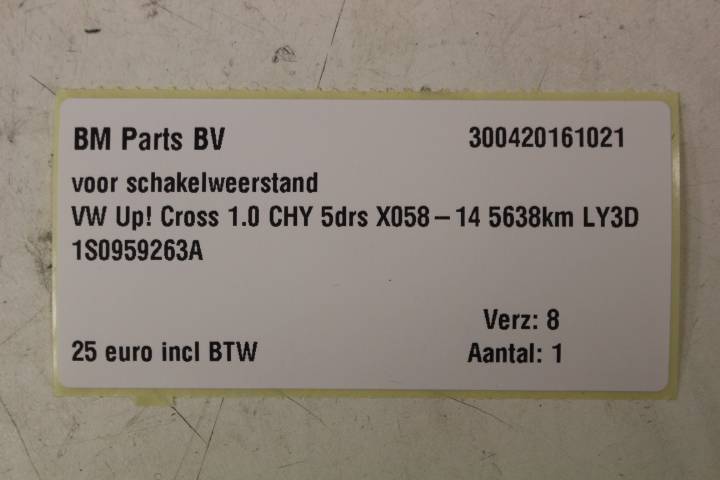 BM Parts BV 300420161021
voor schakelweerstand
VW Up! Cross 1.0 CHY 5drs X058-14 5638km LY3D
1S0959263A
Verz: 8
25 euro incl BTW Aantal: 1